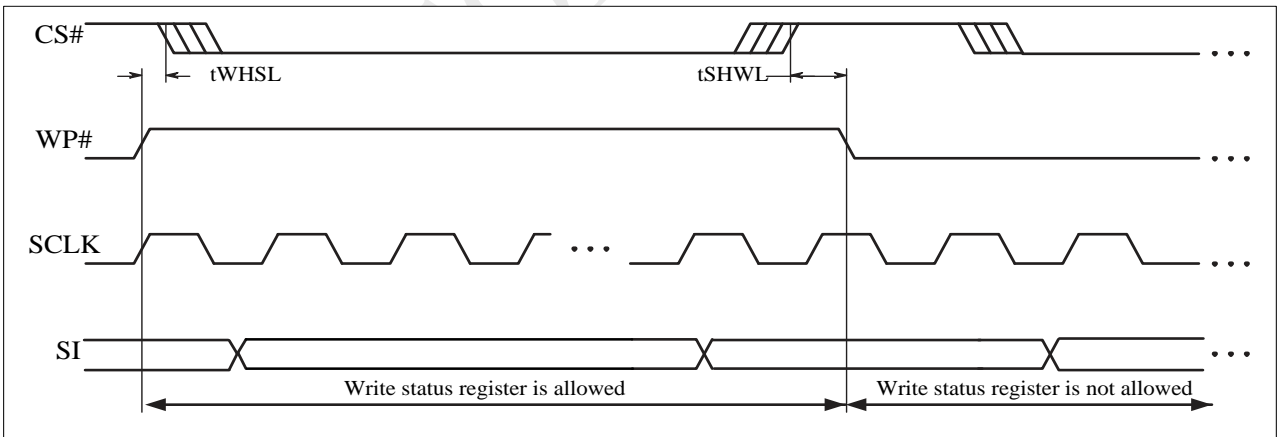 CS#
tWHSL
tSHWL
WP#
SCLK
SI
Write status register is allowed
Write status register is not allowed